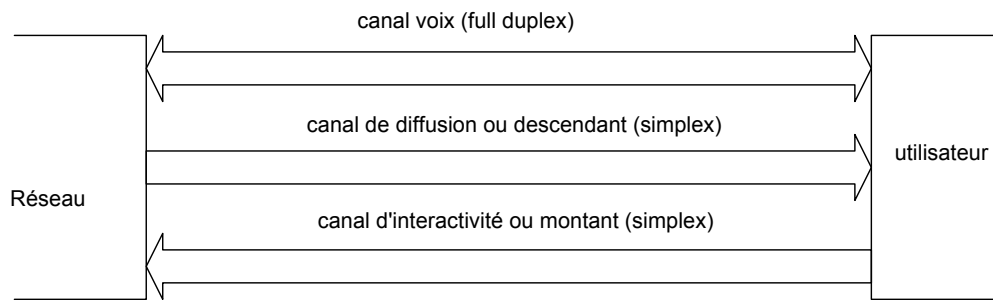 canal voix (full duplex)
canal de diffusion ou descendant (simplex)
utilisateur
Réseau
canal d'interactivité ou montant (simplex)